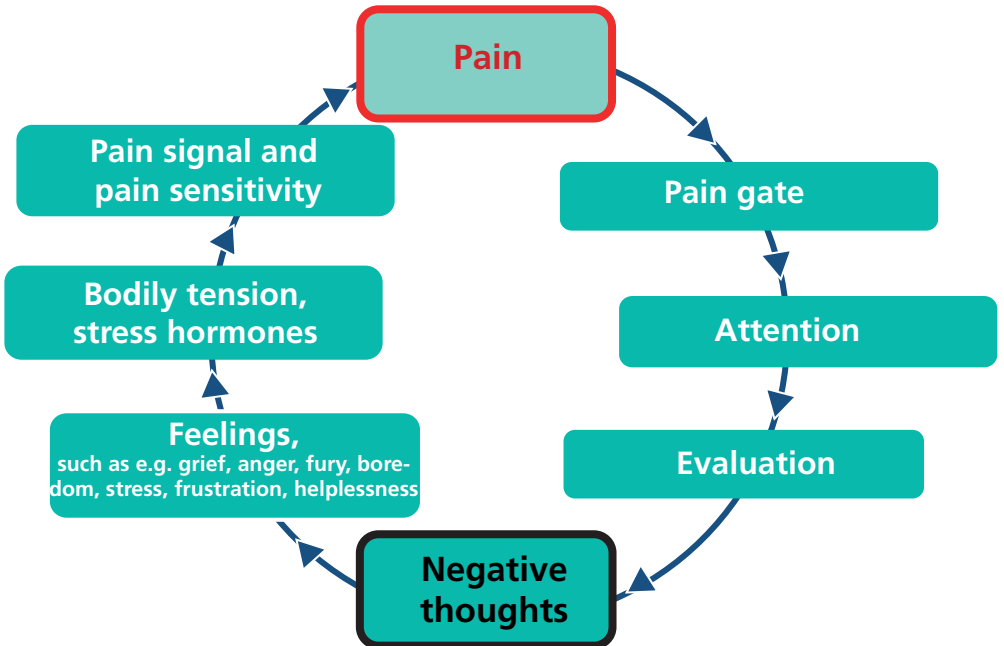 Pain
Pain gate
Attention
Evaluation
Negative
thoughts
Feelings,
such as e.g. grief, anger, fury, bore-
dom, stress, frustration, helplessness
Bodily tension,
stress hormones
Pain signal and
pain sensitivity